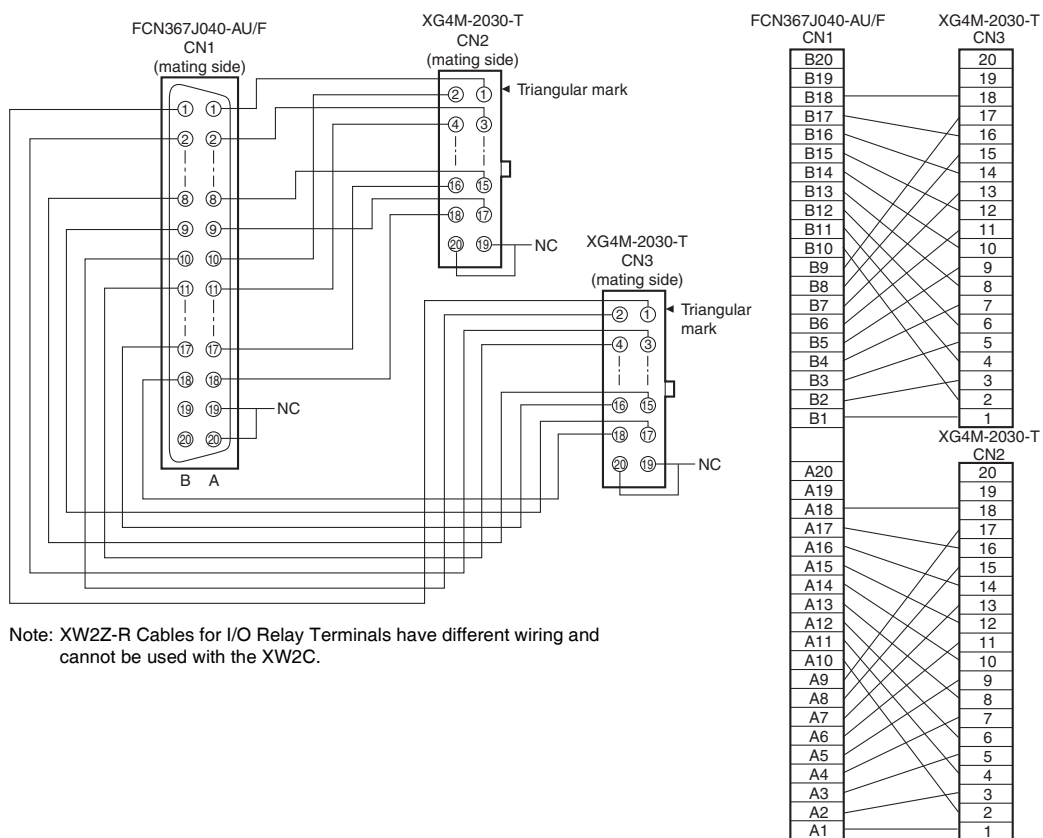 FCN367J040-AU/F
CN1
(mating side)
XG4M-2030-T
CN2
(mating side)
Triangular mark
1 1
2 2
8 8
9 9
10 10
11 11
17 17
18 18
19 19
20 20
B A
NC
2 1
4 3
16 15
18 17
20 19
NC
XG4M-2030-T
CN3
(mating side)
Triangular
mark
2 1
4 3
16 15
18 17
20 19
NC
Note: XW2Z-R Cables for I/O Relay Terminals have different wiring and
cannot be used with the XW2C.
FCN367J040-AU/F XG4M-2030-T
CN1 CN3
B20 20
B19 19
B18 18
B17 17
B16 16
B15 15
B14 14
B13 13
B12 12
B11 11
B10 10
B9 9
B8 8
B7 7
B6 6
B5 5
B4 4
B3 3
B2 2
B1 1
XG4M-2030-T
CN2
A20 20
A19 19
A18 18
A17 17
A16 16
A15 15
A14 14
A13 13
A12 12
A11 11
A10 10
A9 9
A8 8
A7 7
A6 6
A5 5
A4 4
A3 3
A2 2
A1 1